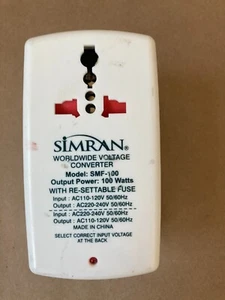 SIMRAN®
WORLDWIDE VOLTAGE
CONVERTER
Model: SMF-100
Output Power: 100 Watts
WITH RE-SETTABLE FUSE
Input : AC110-120V 50/60Hz
Output : AC220-240V 50/60Hz
Input : AC220-240V 50/60Hz
Output : AC110-120V 50/60Hz
MADE IN CHINA
SELECT CORRECT INPUT VOLTAGE
AT THE BACK